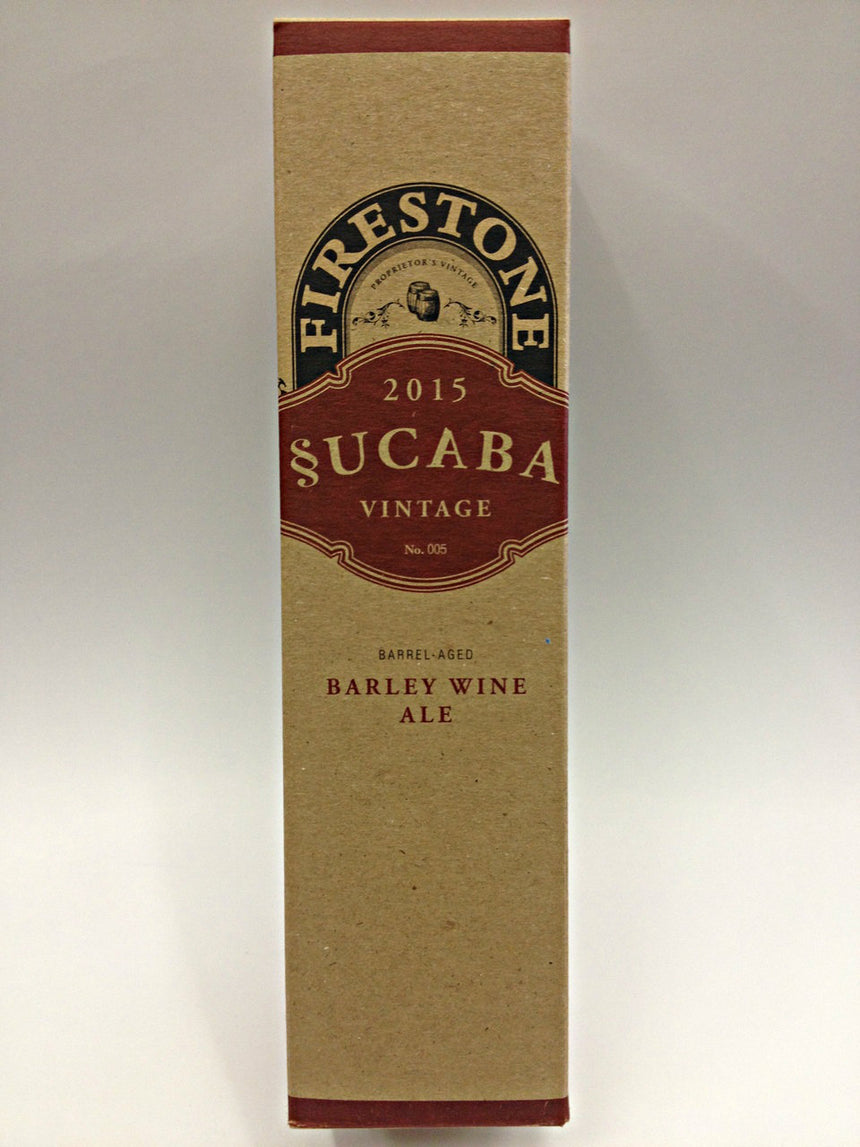 FIRESTONE
PROPRIETOR'S VINTAGE
2015
§UCABA
VINTAGE
No. 005
BARREL-AGED
BARLEY WINE
ALE